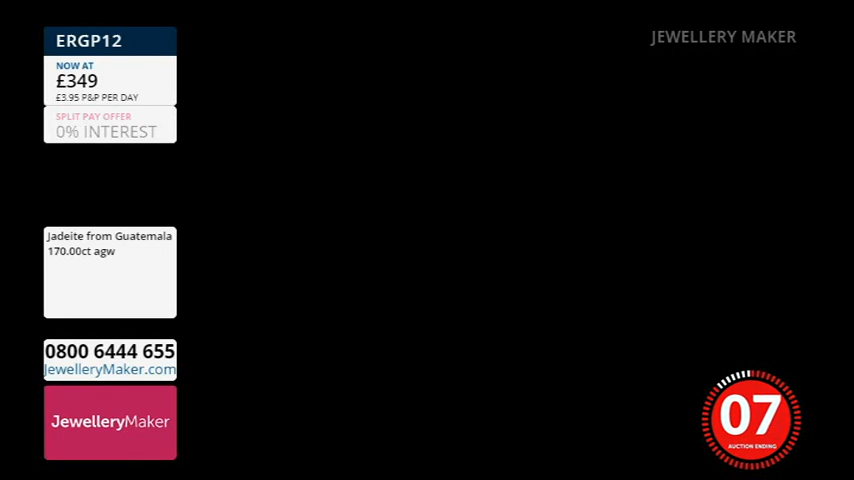 ERGP12
NOW AT
£349
£3.95 P&P PER DAY
SPLIT PAY OFFER
0% INTEREST
JEWELLERY MAKER
Jadeite from Guatemala
170.00ct agw
0800 6444 655
JewelleryMaker.com
JewelleryMaker
07
AUCTION ENDING